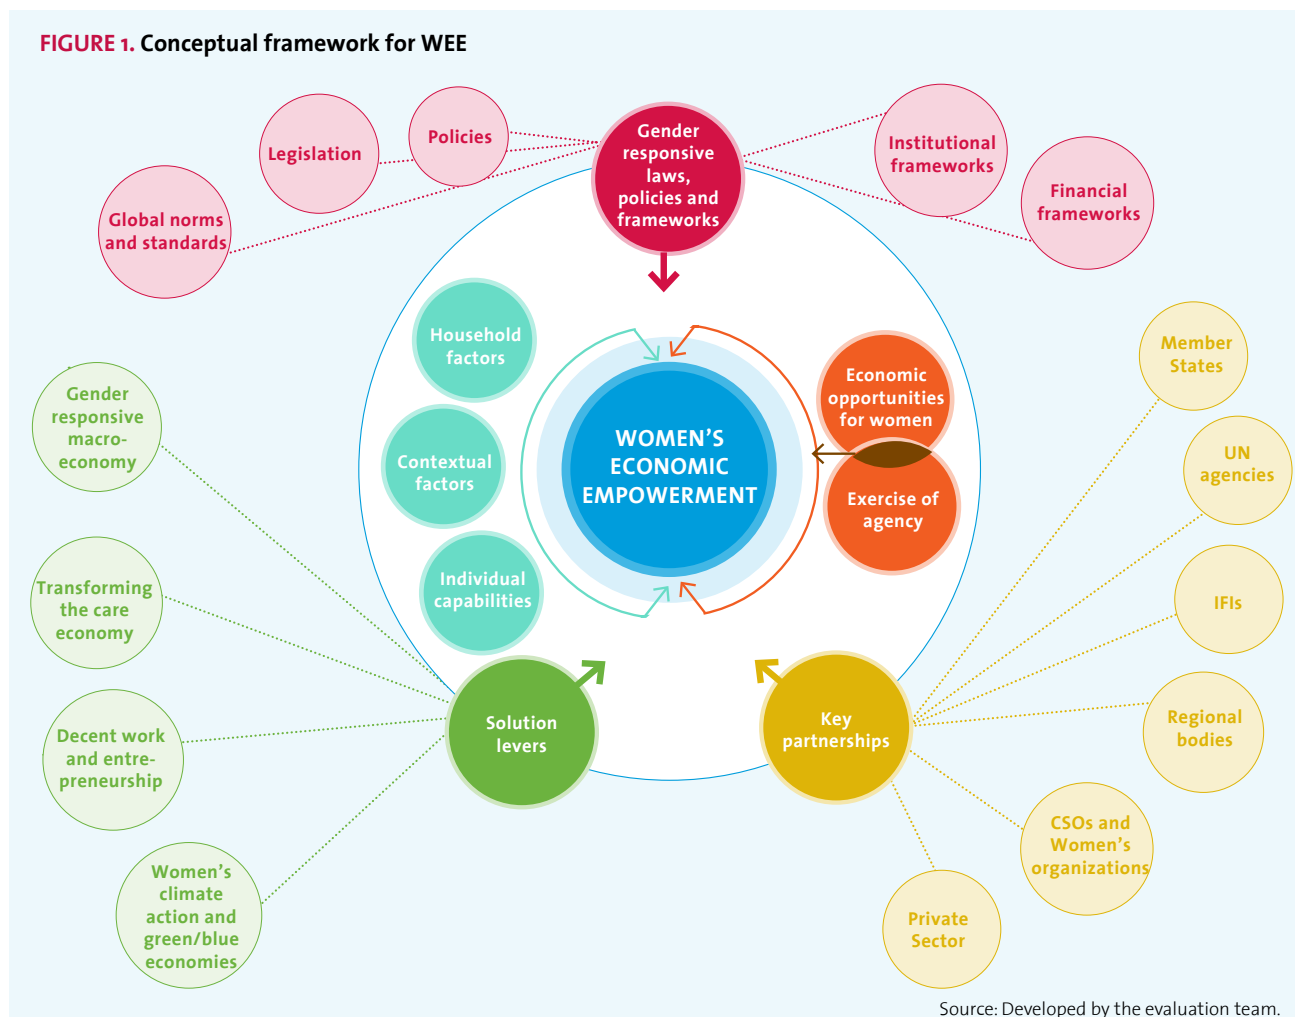 FIGURE 1. Conceptual framework for WEE
Policies
Legislation
Global norms
and standards
Gender
responsive
laws,
policies and
frameworks
Institutional
frameworks
Financial
frameworks
Household
factors
Contextual
factors
Individual
capabilities
WOMEN'S
ECONOMIC
EMPOWERMENT
Economic
opportunities
for women
Exercise of
agency
Gender
responsive
macro-
economy
Transforming
the care
economy
Decent work
and entre-
preneurship
Women's
climate
action and
green/blue
economies
Solution
levers
Key
partnerships
Member
States
UN
agencies
IFIs
Regional
bodies
CSOs and
Women's
organizations
Private
Sector
Source: Developed by the evaluation team.